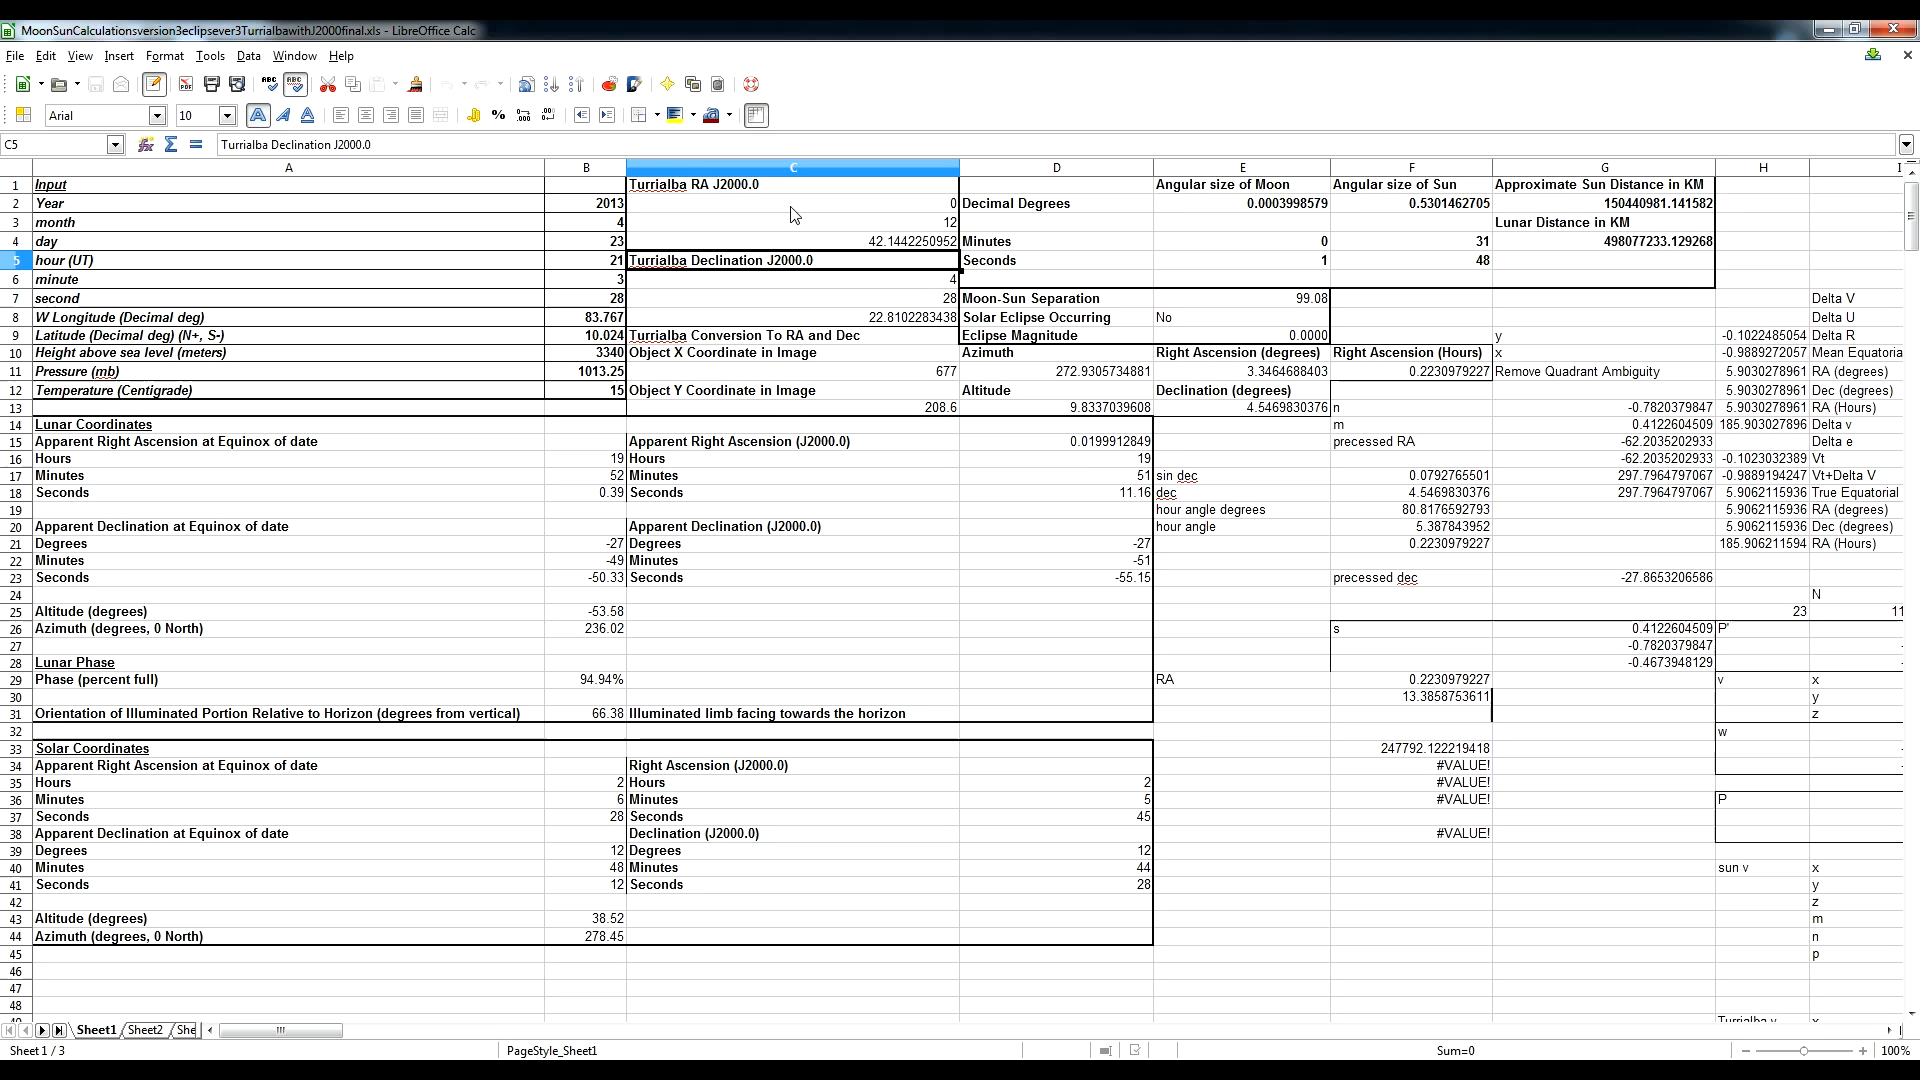 MoonSunCalculationsversion3eclipsever3TurrialbawithJ2000final.xls - LibreOffice Calc
File Edit View Insert Format Tools Data Window Help
Arial 10
C5 Turrialba Declination J2000.0
A B C D E F G H I
1 Input Turrialba RA J2000.0 Angular size of Moon Angular size of Sun Approximate Sun Distance in KM
2 Year 2013 0 Decimal Degrees 0.0003998579 0.5301462705 150440981.141582
3 month 4 12 Lunar Distance in KM
4 day 23 42.1442250952 Minutes 0 31 498077233.129268
5 hour (UT) 21 Turrialba Declination J2000.0 Seconds 1 48
6 minute 3 4
7 second 28 28 Moon-Sun Separation 99.08 Delta V
8 W Longitude (Decimal deg) 83.767 22.8102283438 Solar Eclipse Occurring No Delta U
9 Latitude (Decimal deg) (N+, S-) 10.024 Turrialba Conversion To RA and Dec Eclipse Magnitude 0.0000 y -0.1022485054 Delta R
10 Height above sea level (meters) 3340 Object X Coordinate in Image Azimuth Right Ascension (degrees) Right Ascension (Hours) x -0.9889272057 Mean Equatoria
11 Pressure (mb) 1013.25 677 272.9305734881 3.3464688403 0.2230979227 Remove Quadrant Ambiguity 5.9030278961 RA (degrees)
12 Temperature (Centigrade) 15 Object Y Coordinate in Image Altitude Declination (degrees) 5.9030278961 Dec (degrees)
13 208.6 9.8337039608 4.5469830376 n -0.7820379847 5.9030278961 RA (Hours)
14 Lunar Coordinates m 0.4122604509 185.903027896 Delta v
15 Apparent Right Ascension at Equinox of date Apparent Right Ascension (J2000.0) 0.0199912849 precessed RA -62.2035202933 Delta e
16 Hours 19 Hours 19 -62.2035202933 -0.1023032389 Vt
17 Minutes 52 Minutes 51 sin dec 0.0792765501 297.7964797067 -0.9889194247 Vt+Delta V
18 Seconds 0.39 Seconds 11.16 dec 4.5469830376 297.7964797067 5.9062115936 True Equatorial
19 hour angle degrees 80.8176592793 5.9062115936 RA (degrees)
20 Apparent Declination at Equinox of date Apparent Declination (J2000.0) hour angle 5.387843952 5.9062115936 Dec (degrees)
21 Degrees -27 Degrees -27 0.2230979227 185.906211594 RA (Hours)
22 Minutes -49 Minutes -51
23 Seconds -50.33 Seconds -55.15 precessed dec -27.8653206586
24 N
25 Altitude (degrees) -53.58 23 11
26 Azimuth (degrees, 0 North) 236.02 s 0.4122604509 P'
27 -0.7820379847
28 Lunar Phase -0.4673948129
29 Phase (percent full) 94.94% RA 0.2230979227 v x
30 13.3858753611 y
31 Orientation of Illuminated Portion Relative to Horizon (degrees from vertical) 66.38 Illuminated limb facing towards the horizon z
32 w
33 Solar Coordinates 247792.122219418
34 Apparent Right Ascension at Equinox of date Right Ascension (J2000.0) #VALUE!
35 Hours 2 Hours 2 #VALUE!
36 Minutes 6 Minutes 5 #VALUE! P
37 Seconds 28 Seconds 45
38 Apparent Declination at Equinox of date Declination (J2000.0) #VALUE!
39 Degrees 12 Degrees 12
40 Minutes 48 Minutes 44 sun v x
41 Seconds 12 Seconds 28 y
42 z
43 Altitude (degrees) 38.52 m
44 Azimuth (degrees, 0 North) 278.45 n
45 p
46
47
48
Sheet1 Sheet2 She
Sheet 1 / 3 PageStyle_Sheet1 Sum=0 100%